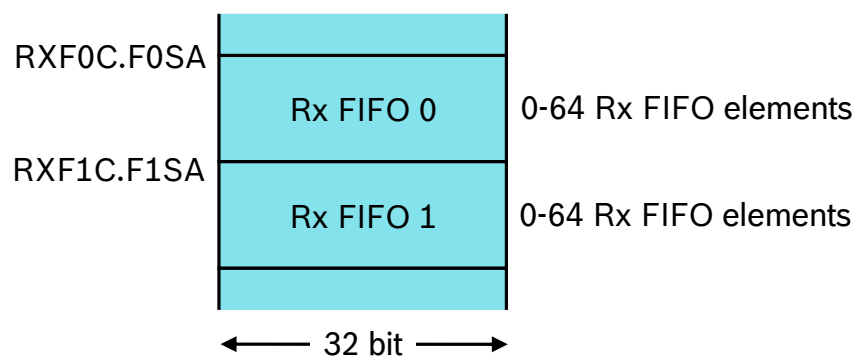 RXF0C.F0SA
Rx FIFO 0
0-64 Rx FIFO elements
RXF1C.F1SA
Rx FIFO 1
0-64 Rx FIFO elements
32 bit